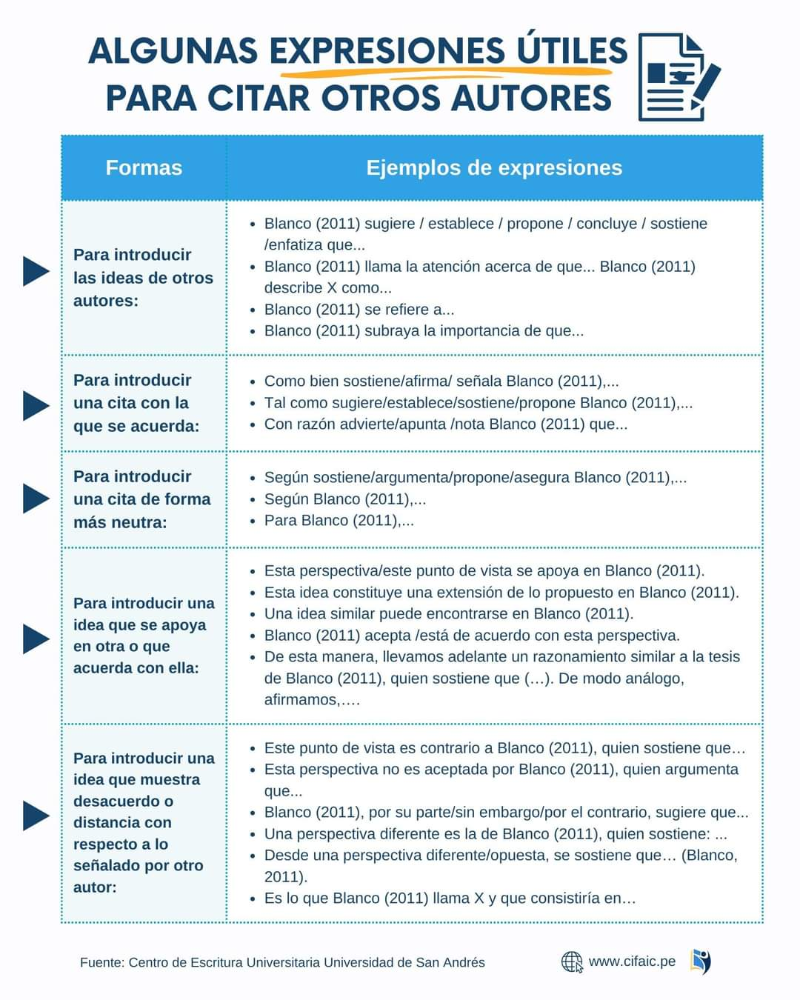 ALGUNAS EXPRESIONES ÚTILES
PARA CITAR OTROS AUTORES
Formas
Ejemplos de expresiones
Para introducir
las ideas de otros
autores:
• Blanco (2011) sugiere / establece / propone / concluye / sostiene
/enfatiza que...
• Blanco (2011) llama la atención acerca de que... Blanco (2011)
describe X como...
• Blanco (2011) se refiere a...
• Blanco (2011) subraya la importancia de que...
Para introducir
una cita con la
que se acuerda:
• Como bien sostiene/afirma/ señala Blanco (2011),...
• Tal como sugiere/establece/sostiene/propone Blanco (2011),...
• Con razón advierte/apunta /nota Blanco (2011) que...
Para introducir
una cita de forma
más neutra:
• Según sostiene/argumenta/propone/asegura Blanco (2011),...
• Según Blanco (2011),...
• Para Blanco (2011),...
Para introducir una
idea que se apoya
en otra o que
acuerda con ella:
• Esta perspectiva/este punto de vista se apoya en Blanco (2011).
• Esta idea constituye una extensión de lo propuesto en Blanco (2011).
• Una idea similar puede encontrarse en Blanco (2011).
• Blanco (2011) acepta /está de acuerdo con esta perspectiva.
• De esta manera, llevamos adelante un razonamiento similar a la tesis
de Blanco (2011), quien sostiene que (…). De modo análogo,
afirmamos,….
Para introducir una
idea que muestra
desacuerdo o
distancia con
respecto a lo
señalado por otro
autor:
• Este punto de vista es contrario a Blanco (2011), quien sostiene que…
• Esta perspectiva no es aceptada por Blanco (2011), quien argumenta
que...
• Blanco (2011), por su parte/sin embargo/por el contrario, sugiere que...
• Una perspectiva diferente es la de Blanco (2011), quien sostiene: ...
• Desde una perspectiva diferente/opuesta, se sostiene que… (Blanco,
2011).
• Es lo que Blanco (2011) llama X y que consistiría en…
Fuente: Centro de Escritura Universitaria Universidad de San Andrés
www.cifaic.pe